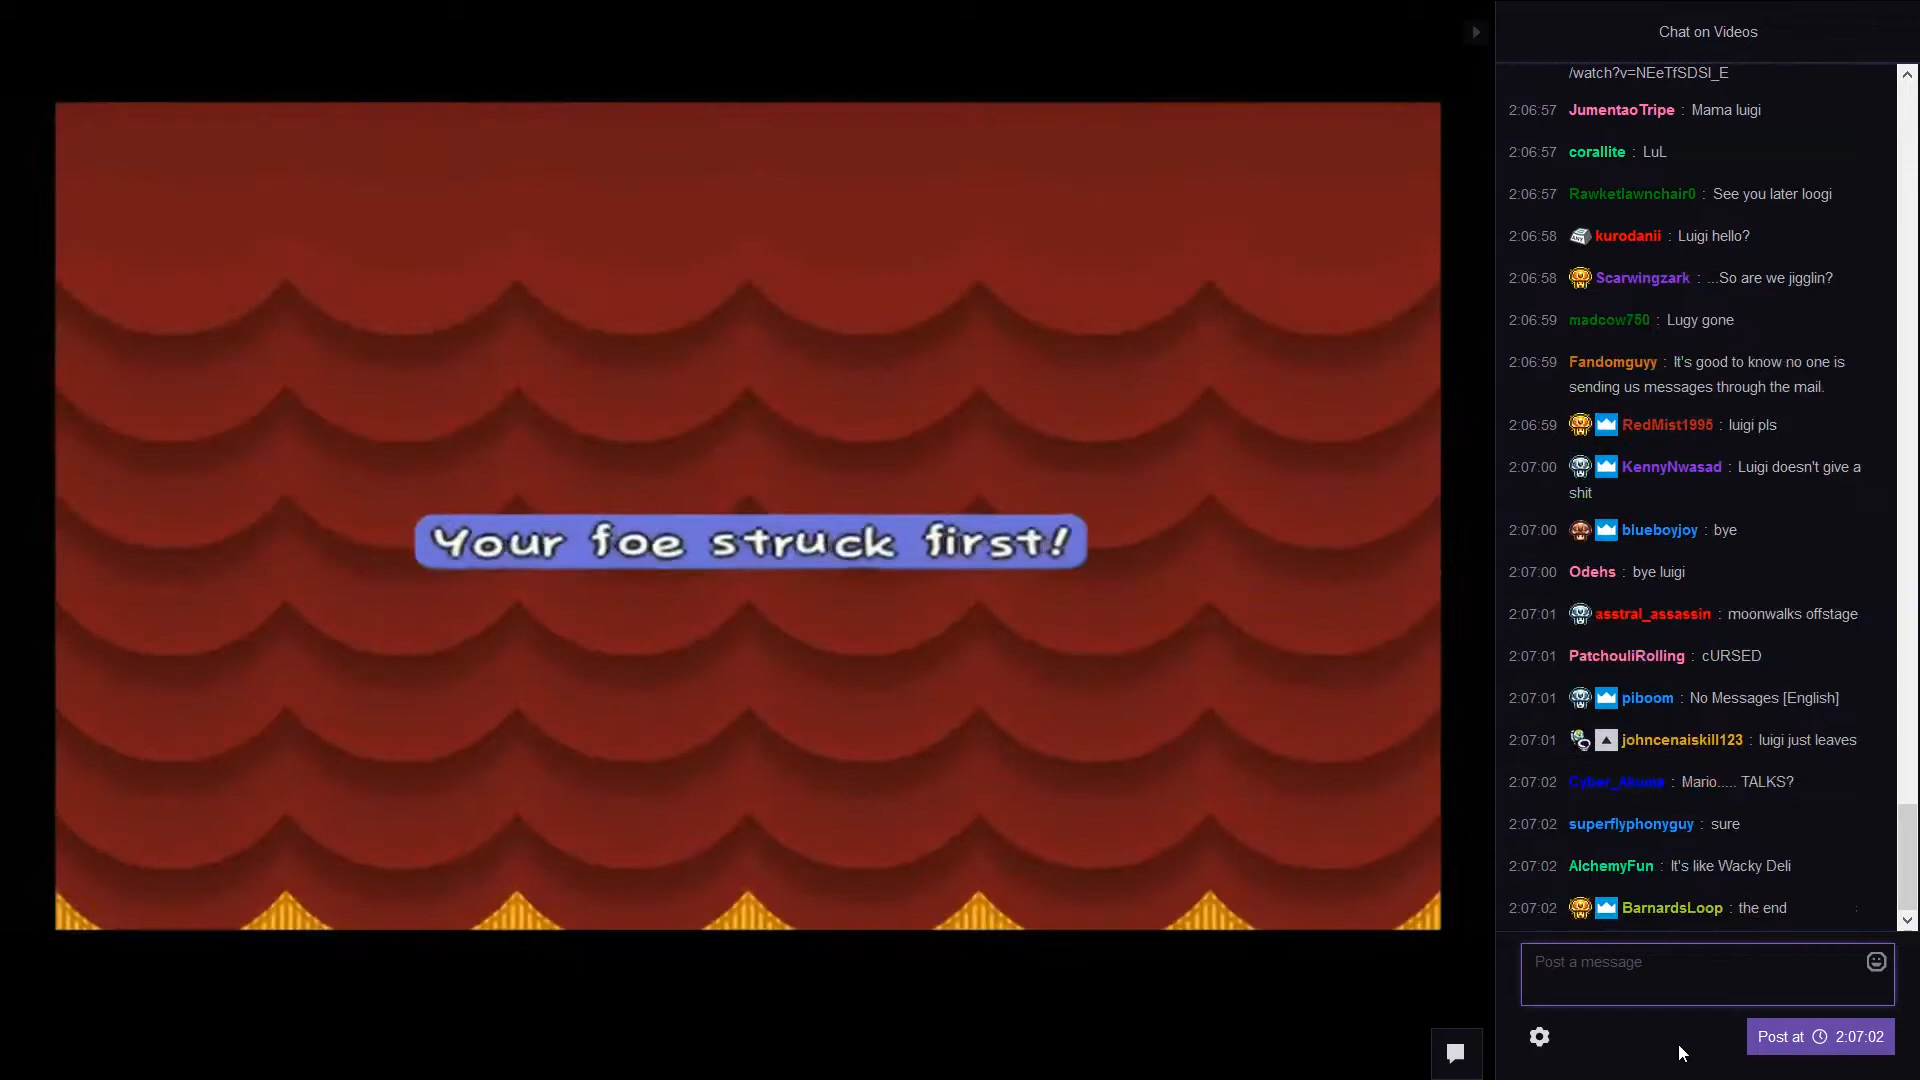 Your foe struck first!
Chat on Videos
/watch?v=NEeTfSDSI_E
2:06:57 JumentaoTripe : Mama luigi
2:06:57 corallite : LuL
2:06:57 Rawketlawnchair0 : See you later loogi
2:06:58 kurodanii : Luigi hello?
2:06:58 Scarwingzark : ...So are we jigglin?
2:06:59 madcow750 : Lugy gone
2:06:59 Fandomguyy : It's good to know no one is
sending us messages through the mail.
2:06:59 RedMist1995 : luigi pls
2:07:00 KennyNwasad : Luigi doesn't give a
shit
2:07:00 blueboyjoy : bye
2:07:00 Odehs : bye luigi
2:07:01 asstral_assassin : moonwalks offstage
2:07:01 PatchouliRolling : cURSED
2:07:01 piboom : No Messages [English]
2:07:01 johncenaiskill123 : luigi just leaves
2:07:02 Cyber_Akuma : Mario..... TALKS?
2:07:02 superflyphonyguy : sure
2:07:02 AlchemyFun : It's like Wacky Deli
2:07:02 BarnardsLoop : the end
Post a message
Post at 2:07:02